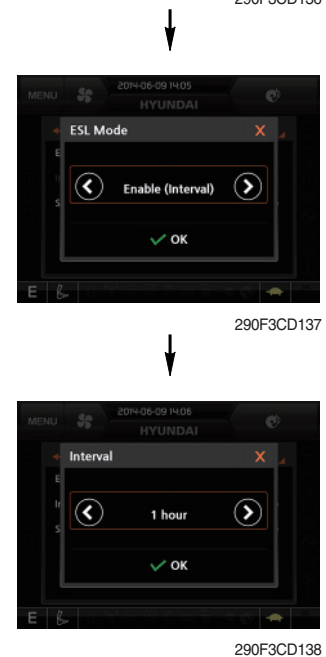 290F3CD136
2014-06-09 14:05
MENU
HYUNDAI
ESL Mode X
E
S
Enable (Interval)
OK
E
290F3CD137
2014-06-09 14:06
MENU
HYUNDAI
Interval X
E
In
S
1 hour
OK
E
290F3CD138